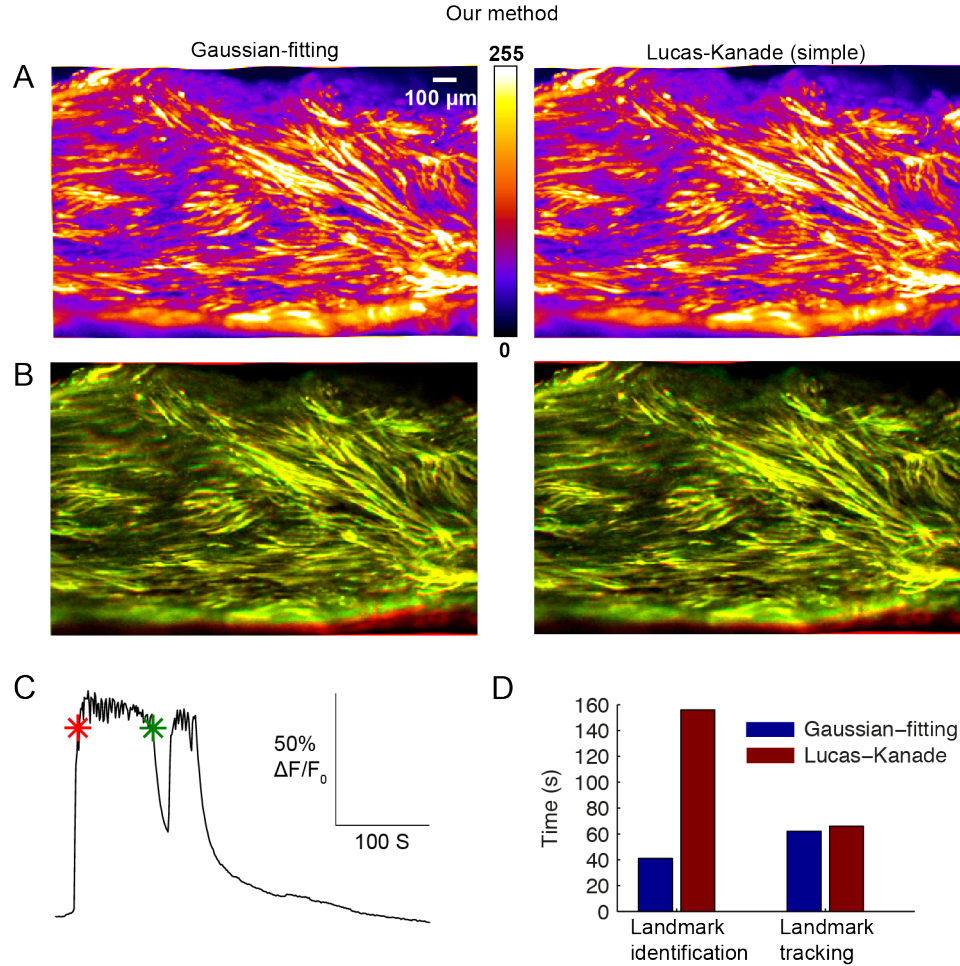 Our method
Gaussian-fitting
Lucas-Kanade (simple)
A
255
100 µm
0
B
C
50%
ΔF/F0
100 S
D
160
140
120
100
80
60
40
20
0
Time (s)
Gaussian−fitting
Lucas−Kanade
Landmark
identification
Landmark
tracking